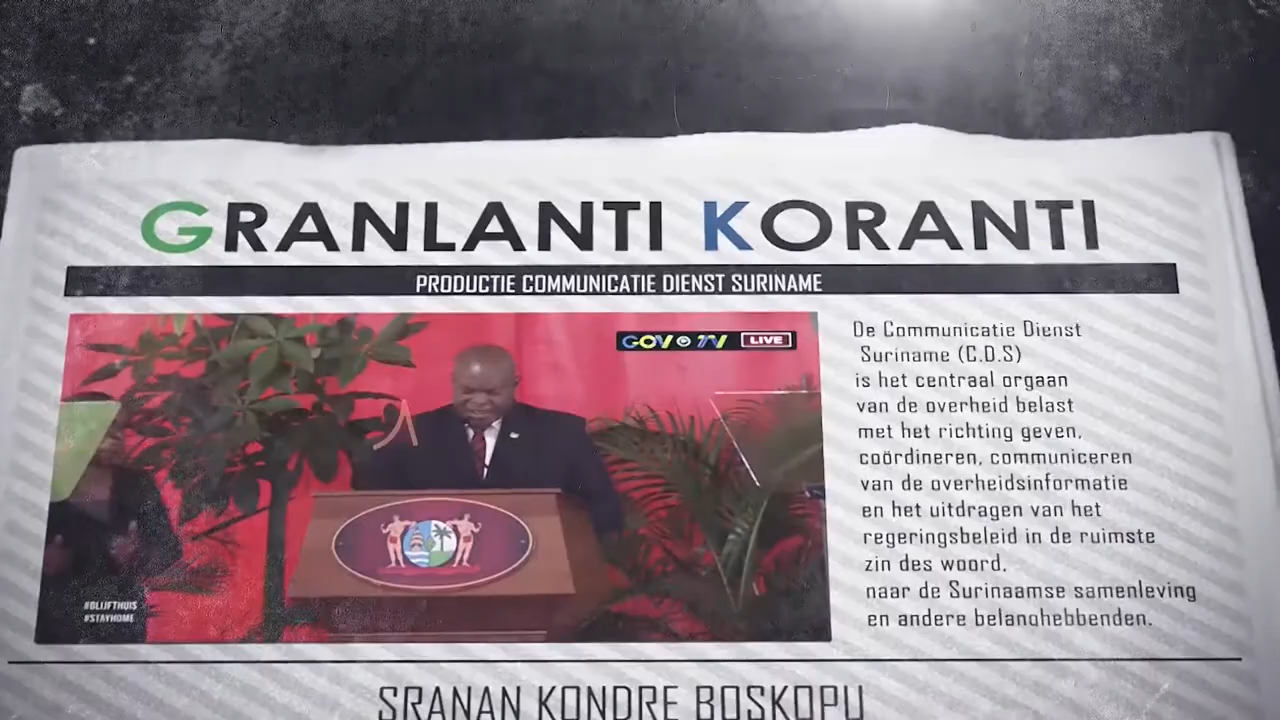 GRANLANTI KORANTI
PRODUCTIE COMMUNICATIE DIENST SURINAME
GOV TV LIVE
#BLIJFTHUIS
#STAYHOME
De Communicatie Dienst
Suriname (C.D.S)
is het centraal orgaan
van de overheid belast
met het richting geven,
coördineren, communiceren
van de overheidsinformatie
en het uitdragen van het
regeringsbeleid in de ruimste
zin des woord,
naar de Surinaamse samenleving
en andere belanghebbenden.
SRANAN KONDRE BOSKOPU